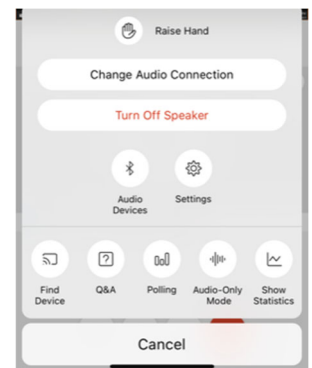 Raise Hand
Change Audio Connection
Turn Off Speaker
Audio
Devices
Settings
Find
Device
Q&A
Polling
Audio-Only
Mode
Show
Statistics
Cancel